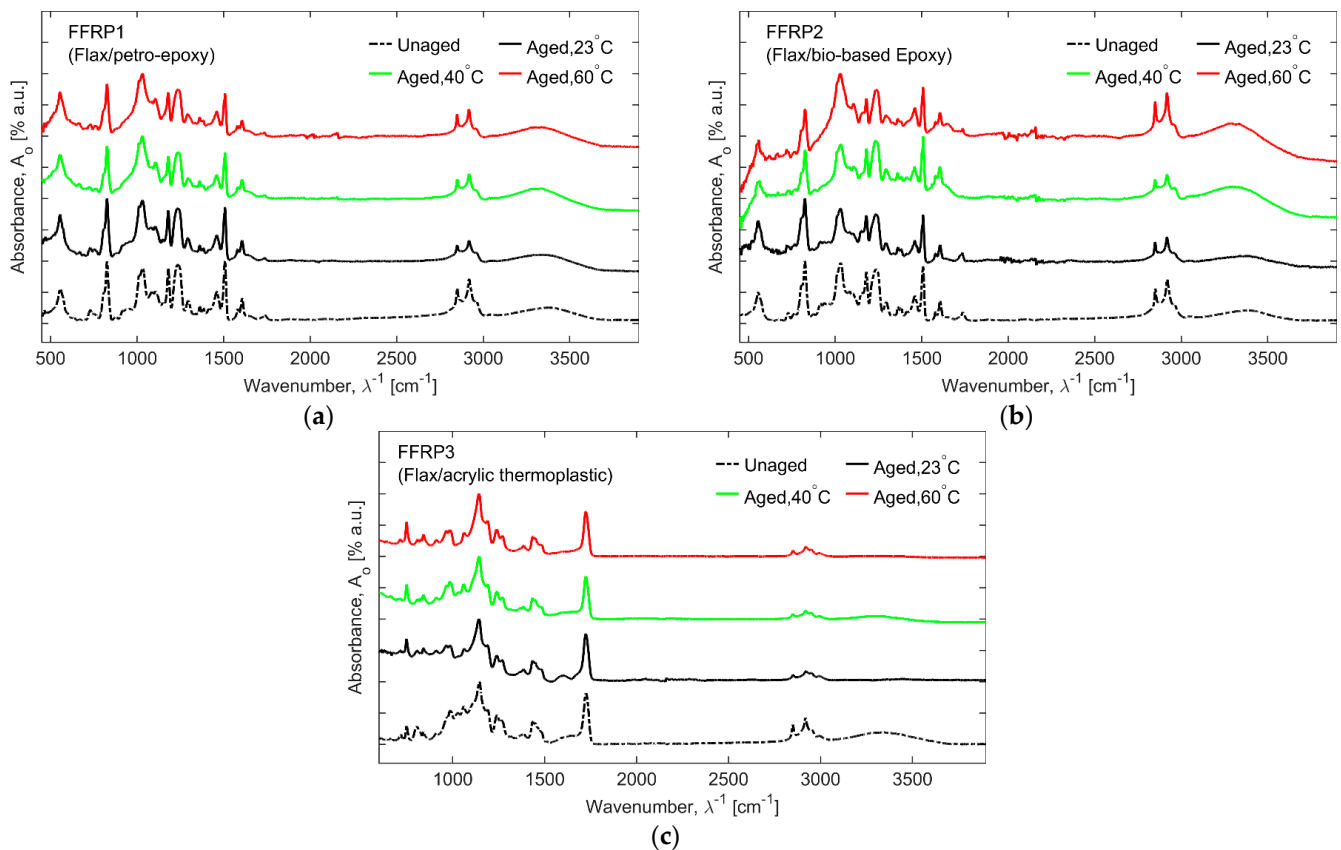 FFRP1
(Flax/petro-epoxy)
Unaged
Aged,23°C
Aged,40°C
Aged,60°C
Absorbance, Aₒ [% a.u.]
500 1000 1500 2000 2500 3000 3500
Wavenumber, λ⁻¹ [cm⁻¹]
(a)
FFRP2
(Flax/bio-based Epoxy)
Unaged
Aged,23°C
Aged,40°C
Aged,60°C
Absorbance, Aₒ [% a.u.]
500 1000 1500 2000 2500 3000 3500
Wavenumber, λ⁻¹ [cm⁻¹]
(b)
FFRP3
(Flax/acrylic thermoplastic)
Unaged
Aged,23°C
Aged,40°C
Aged,60°C
Absorbance, Aₒ [% a.u.]
1000 1500 2000 2500 3000 3500
Wavenumber, λ⁻¹ [cm⁻¹]
(c)